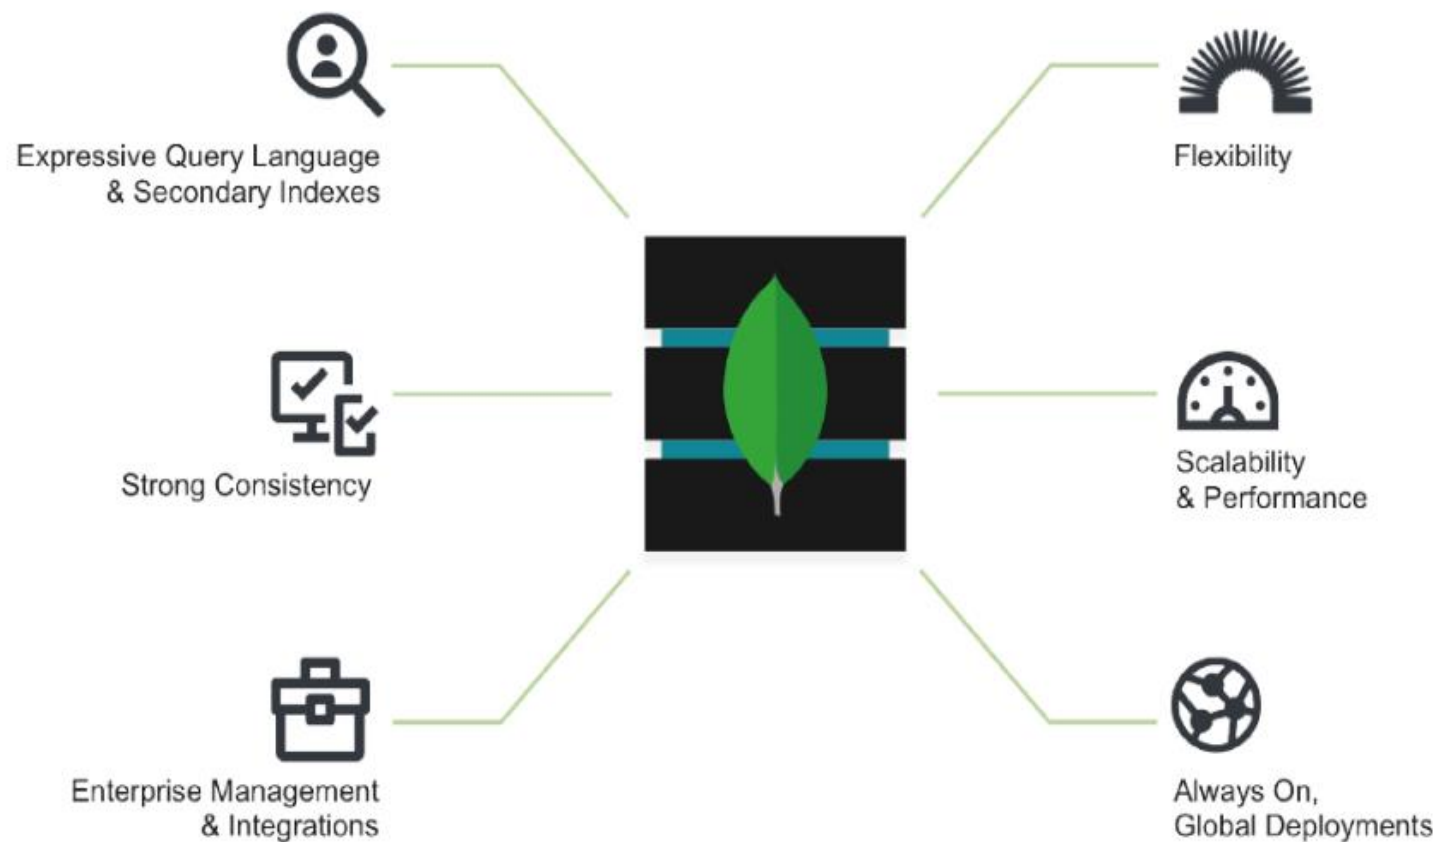 Expressive Query Language
& Secondary Indexes
Flexibility
Strong Consistency
Scalability
& Performance
Enterprise Management
& Integrations
Always On,
Global Deployments